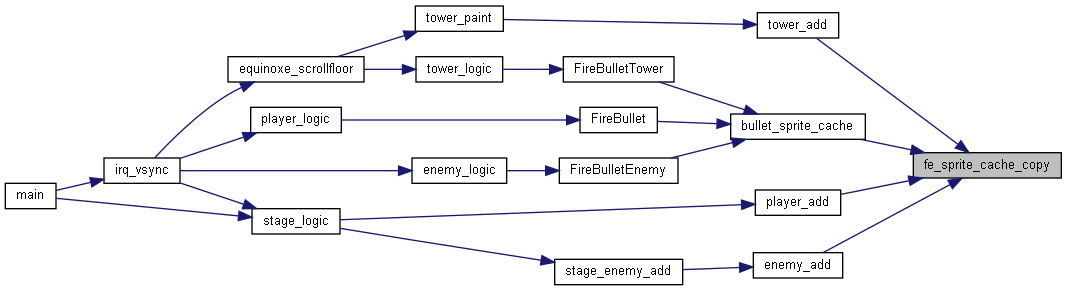 tower_paint
tower_add
equinoxe_scrollfloor
tower_logic
FireBulletTower
player_logic
FireBullet
bullet_sprite_cache
fe_sprite_cache_copy
irq_vsync
enemy_logic
FireBulletEnemy
main
stage_logic
player_add
stage_enemy_add
enemy_add